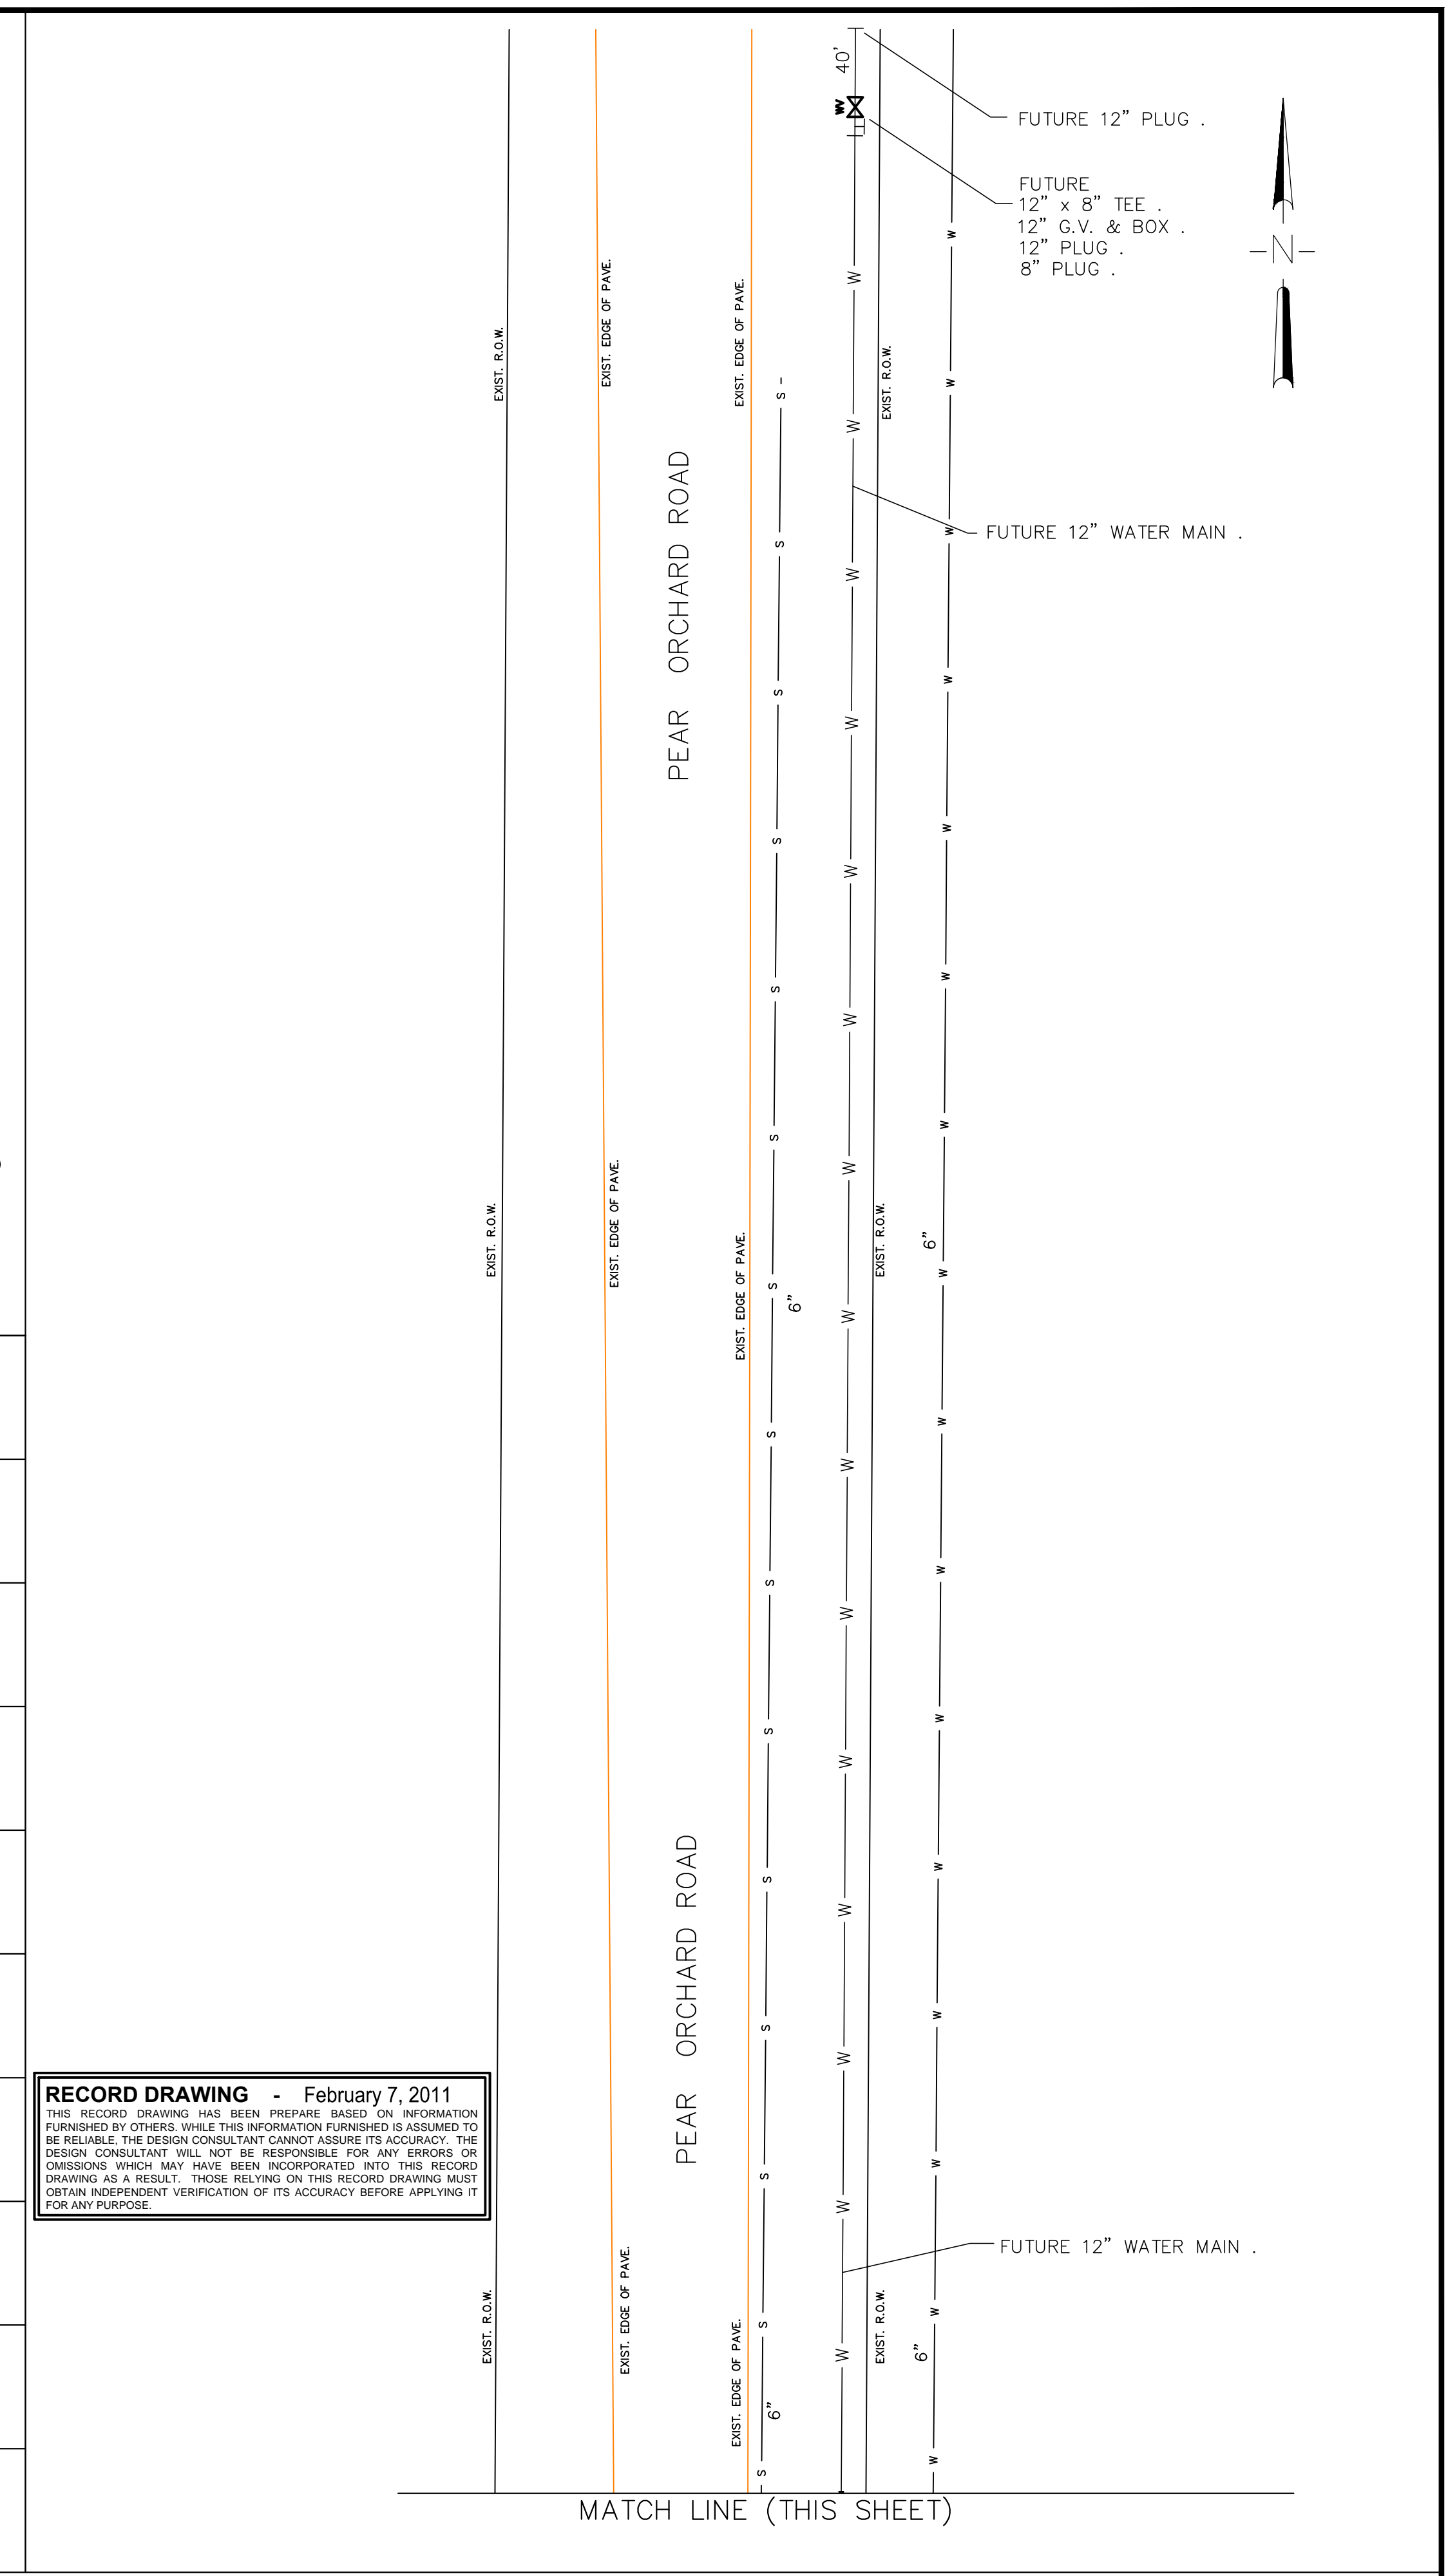 40'
WV
FUTURE 12" PLUG .
FUTURE
12" x 8" TEE .
12" G.V. & BOX .
12" PLUG .
8" PLUG .
-N-
W
W
EXIST. R.O.W.
EXIST. EDGE OF PAVE.
EXIST. EDGE OF PAVE.
EXIST. R.O.W.
S
W
W
PEAR ORCHARD ROAD
FUTURE 12" WATER MAIN .
W
S
W
S
W
W
S
W
W
S
W
W
S
W
W
EXIST. R.O.W.
EXIST. EDGE OF PAVE.
EXIST. EDGE OF PAVE.
EXIST. R.O.W.
6"
S
6"
W
W
S
W
W
S
W
W
S
W
W
S
W
W
PEAR ORCHARD ROAD
S
W
W
S
W
W
RECORD DRAWING - February 7, 2011
THIS RECORD DRAWING HAS BEEN PREPARE BASED ON INFORMATION
FURNISHED BY OTHERS. WHILE THIS INFORMATION FURNISHED IS ASSUMED TO
BE RELIABLE, THE DESIGN CONSULTANT CANNOT ASSURE ITS ACCURACY. THE
DESIGN CONSULTANT WILL NOT BE RESPONSIBLE FOR ANY ERRORS OR
OMISSIONS WHICH MAY HAVE BEEN INCORPORATED INTO THIS RECORD
DRAWING AS A RESULT. THOSE RELYING ON THIS RECORD DRAWING MUST
OBTAIN INDEPENDENT VERIFICATION OF ITS ACCURACY BEFORE APPLYING IT
FOR ANY PURPOSE.
FUTURE 12" WATER MAIN .
EXIST. R.O.W.
EXIST. EDGE OF PAVE.
EXIST. EDGE OF PAVE.
EXIST. R.O.W.
S
W
W
6"
6"
S
W
MATCH LINE (THIS SHEET)